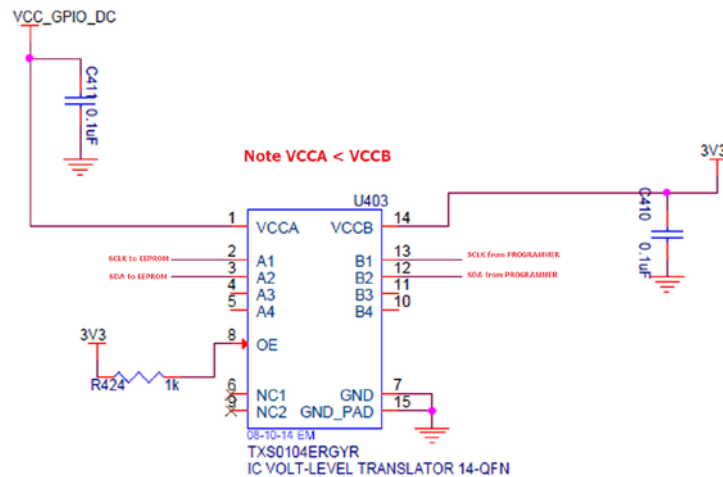 VCC_GPIO_DC
C411
0.1uF
Note VCCA < VCCB
3V3
C410
0.1uF
U403
1 VCCA VCCB 14
SCLK to EEPROM 2 A1 B1 13 SCLK from PROGRAMMER
SDA to EEPROM 3 A2 B2 12 SDA from PROGRAMMER
4 A3 B3 11
5 A4 B4 10
3V3
8 OE
R424 1k
6 NC1 GND 7
9 NC2 GND_PAD 15
08-10-14 EM
TXS0104ERGYR
IC VOLT-LEVEL TRANSLATOR 14-QFN